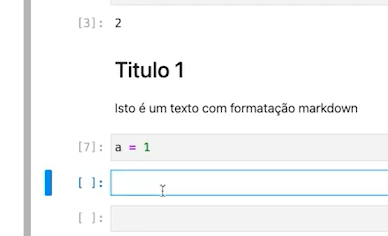 [3]: 2
Titulo 1
Isto é um texto com formatação markdown
[7]: a = 1
[ ]:
[ ]: